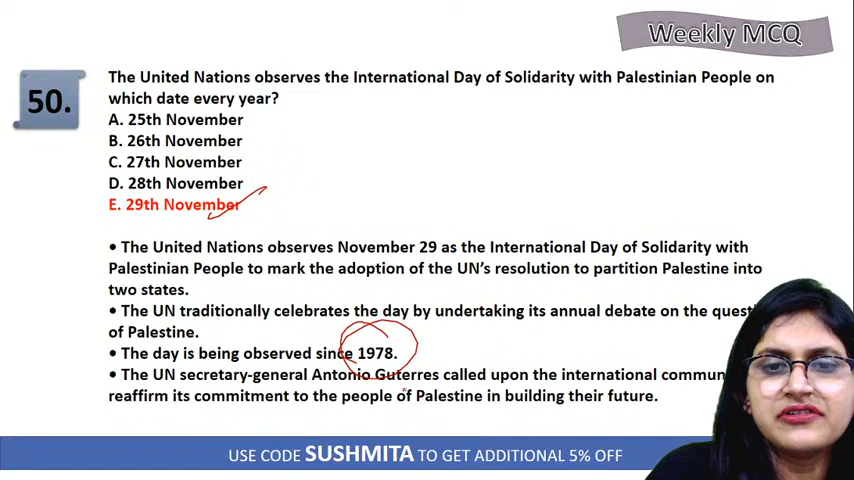 Weekly MCQ
50.
The United Nations observes the International Day of Solidarity with Palestinian People on
which date every year?
A. 25th November
B. 26th November
C. 27th November
D. 28th November
E. 29th November
• The United Nations observes November 29 as the International Day of Solidarity with
Palestinian People to mark the adoption of the UN's resolution to partition Palestine into
two states.
• The UN traditionally celebrates the day by undertaking its annual debate on the
of Palestine.
• The day is being observed since 1978.
• The UN secretary-general Antonio Guterres called upon the international
reaffirm its commitment to the people of Palestine in building their future.
USE CODE SUSHMITA TO GET ADDITIONAL 5% OFF